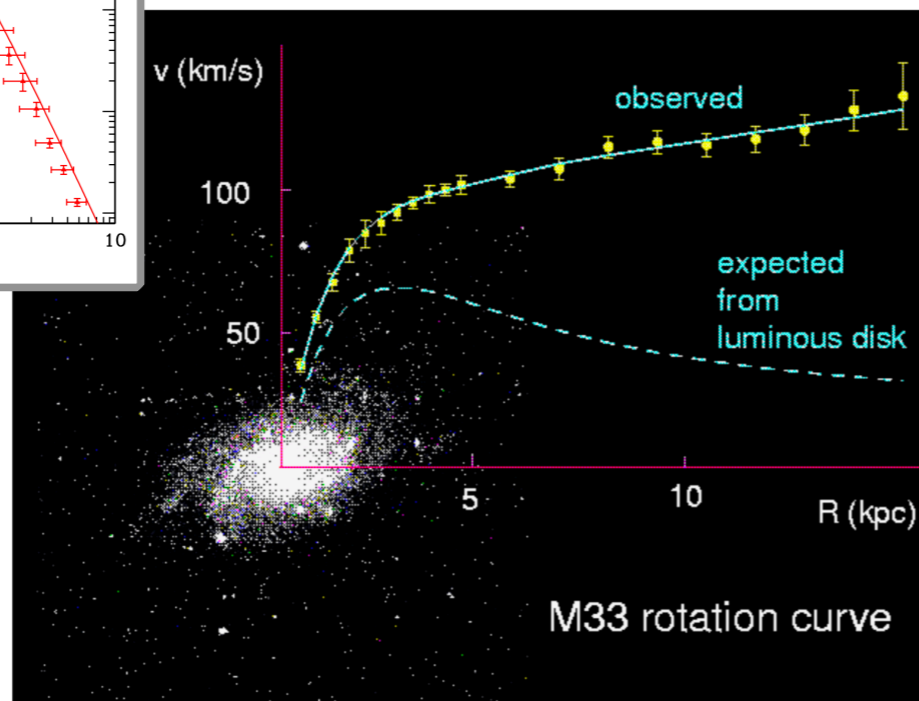 10
v (km/s)
observed
100
expected
from
luminous disk
50
5
10
R (kpc)
M33 rotation curve